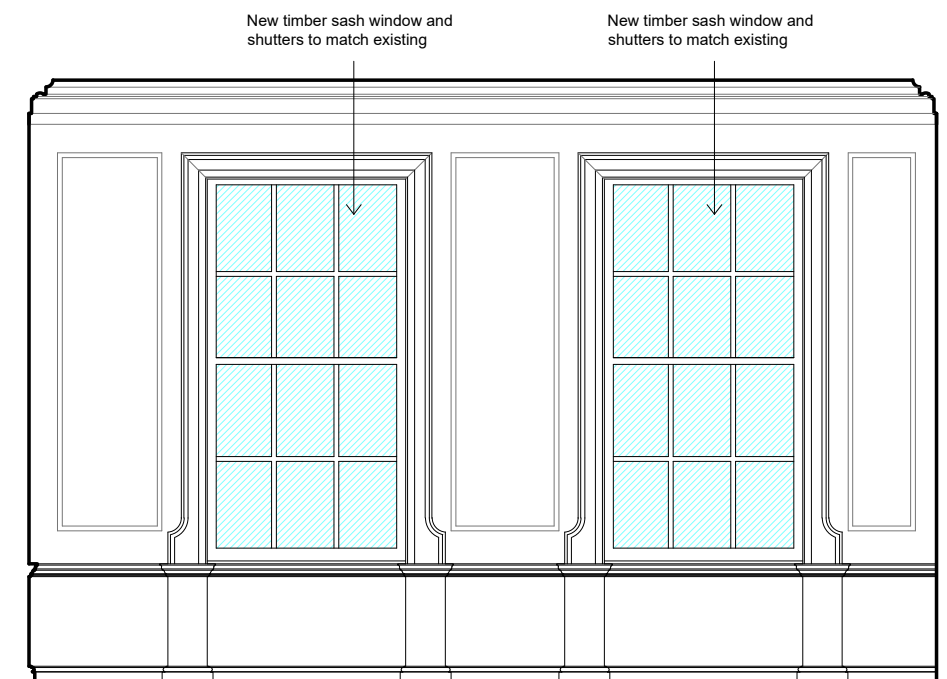 New timber sash window and
shutters to match existing
New timber sash window and
shutters to match existing